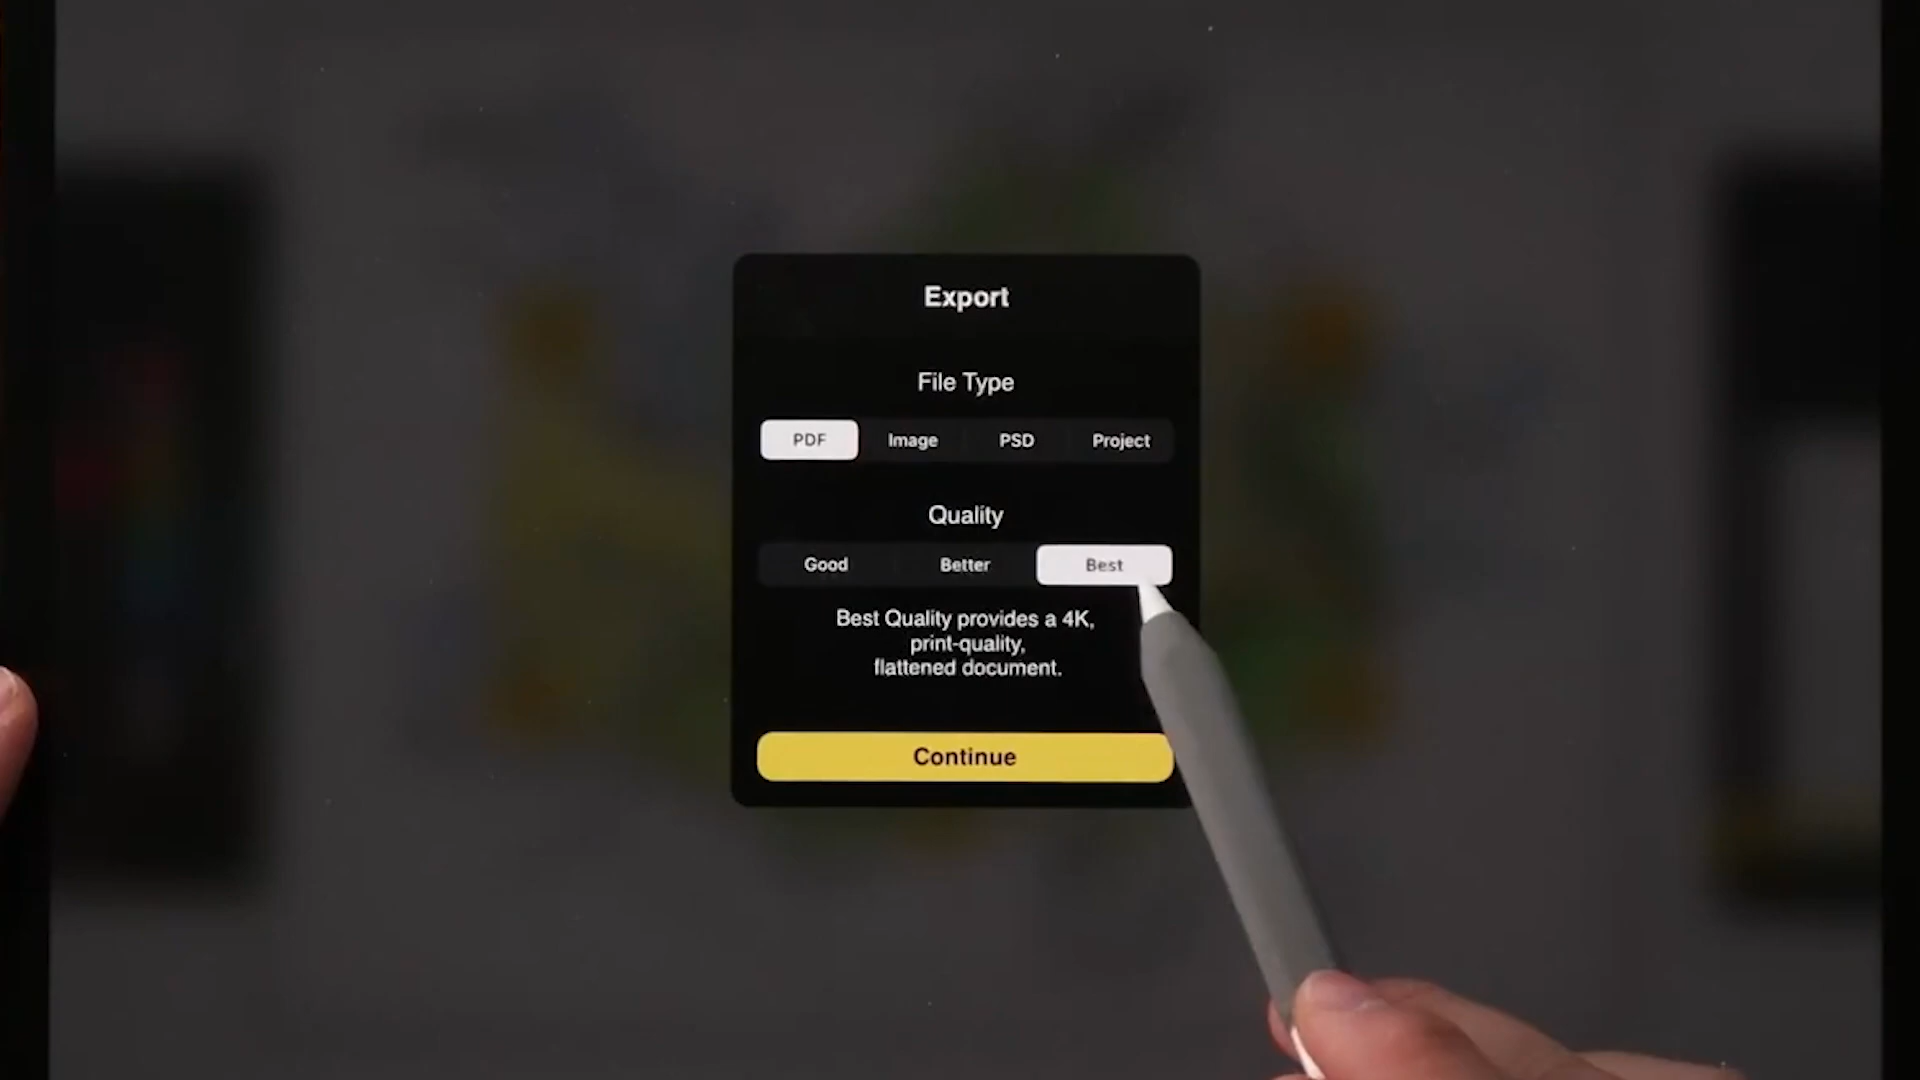 Export
File Type
PDF Image PSD Project
Quality
Good Better Best
Best Quality provides a 4K,
print-quality,
flattened document.
Continue